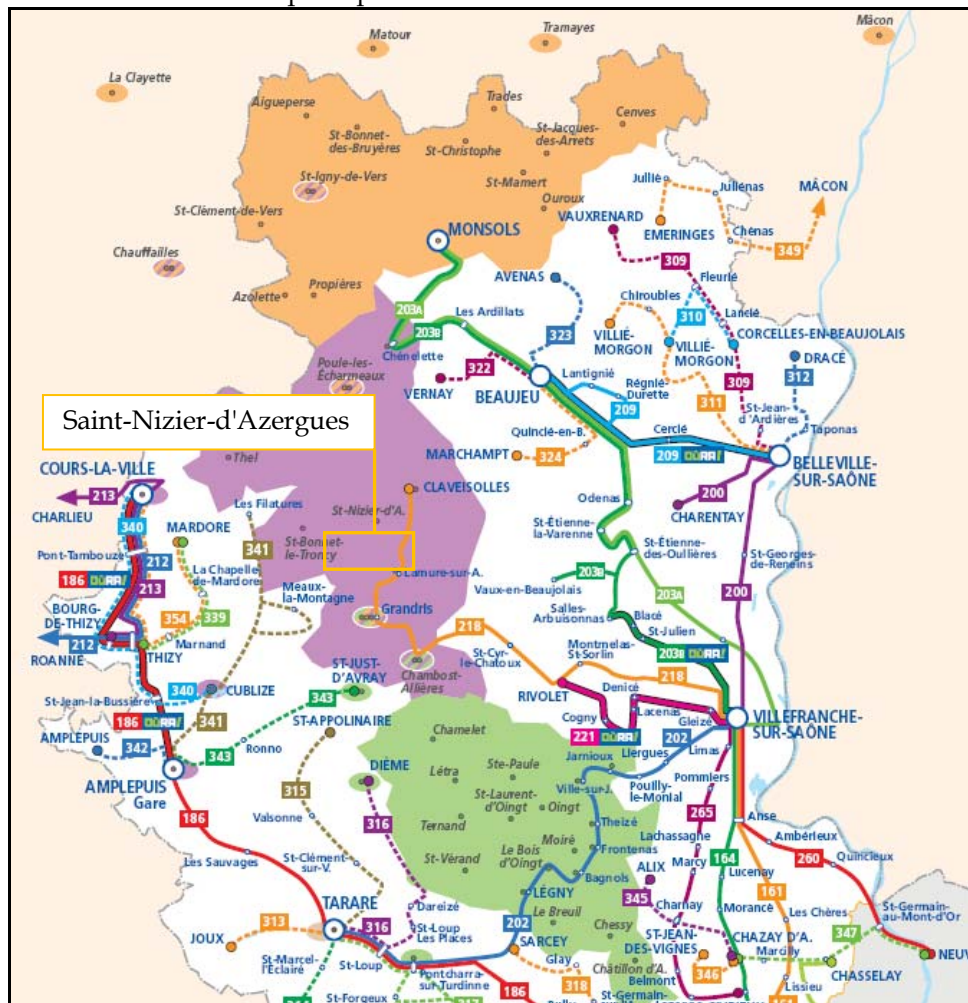 Matour
Tramayes
Mâcon
La Clayette
Aigueperse
Trades
Cenves
St-Bonnet-
des-Bruyères
St-Christophe
St-Jacques-
des-Arrets
St-Igny-de-Vers
St-Mamert
Ouroux
Jullié
Juliénas
MÂCON
St-Clément-de-Vers
VAUXRENARD
EMERINGES
Chénas
349
MONSOLS
Chauffailles
309
Fleurié
AVENAS
Propières
Azolette
Chiroubles
310
Lancié
203A
Les Ardillats
203B
323
VILLIÉ-
MORGON
VILLIÉ-
MORGON
CORCELLES-EN-BEAUJOLAIS
Chénelette
322
Lantignié
DRACÉ
Poule-les-
Écharmeaux
VERNAY
BEAUJEU
Régnié-
Durette
309
312
209
311
St-Jean-
d'Ardières
Saint-Nizier-d'Azergues
Quincié-en-B.
Cerclé
Taponas
MARCHAMPT
324
209
Thel
COURS-LA-VILLE
BELLEVILLE-
SUR-SAÔNE
213
CLAVEISOLLES
CHARLIEU
Les Filatures
Odenas
200
CHARENTAY
340
MARDORE
St-Nizier-d'A.
St-Étienne-
la-Varenne
341
St-Bonnet-
le-Troncy
St-Étienne-
des-Oullières
St-Georges-
de-Reneins
Pont-Tambouze
212
La Chapelle-
de-Mardore
Lamure-sur-A.
203B
186
213
Meaux-
la-Montagne
Vaux-en-Beaujolais
203A
200
BOURG-
DE-THIZY
354
339
Grandris
Salles-
Arbuissonnas
Blacé
212
Marnand
218
St-Julien
ROANNE
THIZY
St-Cyr-
le-Chatoux
Montmelas-
St-Sorlin
203B
ST-JUST-
D'AVRAY
Chambost-
Allières
218
340
CUBLIZE
343
RIVOLET
Denicé
St-Jean-la-Bussière
Lacenas
186
341
ST-APPOLINAIRE
Cogny
Gleizé
VILLEFRANCHE-
SUR-SAÔNE
AMPLEPUIS
342
343
Ronno
Chamelet
221
202
Llergues
Limas
DIÈME
Ste-Paule
Jarnioux
AMPLEPUIS
Gare
Létra
Ville-sur-J.
Pouilly-
le-Monial
Pommiers
315
St-Laurent-
d'Oingt
Oingt
265
186
316
Valsonne
Ternand
Theizé
Anse
Lachassagne
Ambérieux
Moiré
Les Sauvages
St-Clément-
sur-V.
St-Vérand
Le Bois
d'Oingt
Frontenas
Marcy
164
260
Quincieux
ALIX
Bagnols
Lucenay
161
LÉGNY
345
St-Germain-
au-Mont-d'Or
TARARE
Dareizé
Charnay
Morancé
Les Chères
Le Breuil
313
316
202
St-Loup
Les Places
Chessy
ST-JEAN-
DES-VIGNES
CHAZAY D'A.
347
JOUX
SARCEY
Marcilly
NEUV
St-Marcel-
l'Éclairé
St-Loup
Glay
Châtillon d'A.
346
CHASSELAY
Pontcharra-
sur-Turdinne
318
Belmont
Lissieu
St-Forgeux
186
St-Germain-